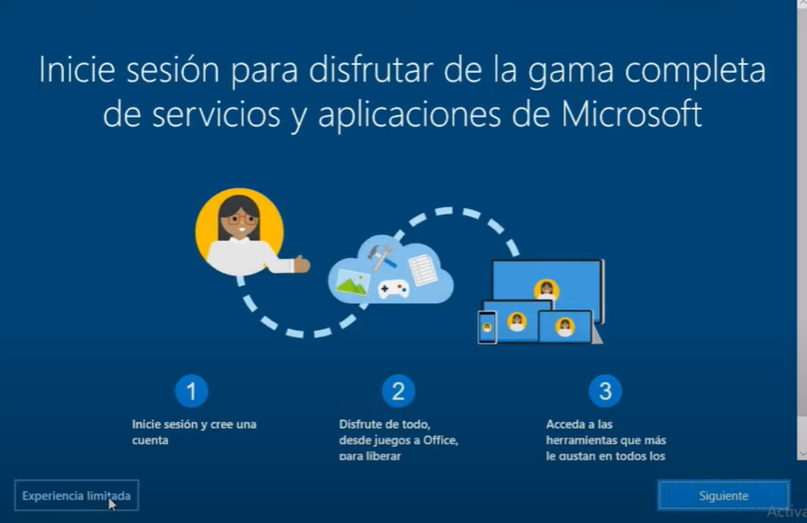 Inicie sesión para disfrutar de la gama completa
de servicios y aplicaciones de Microsoft
1
Inicie sesión y cree una
cuenta
2
Disfrute de todo,
desde juegos a Office,
para liberar
3
Acceda a las
herramientas que más
le gustan en todos los
Experiencia limitada
Siguiente
Activa